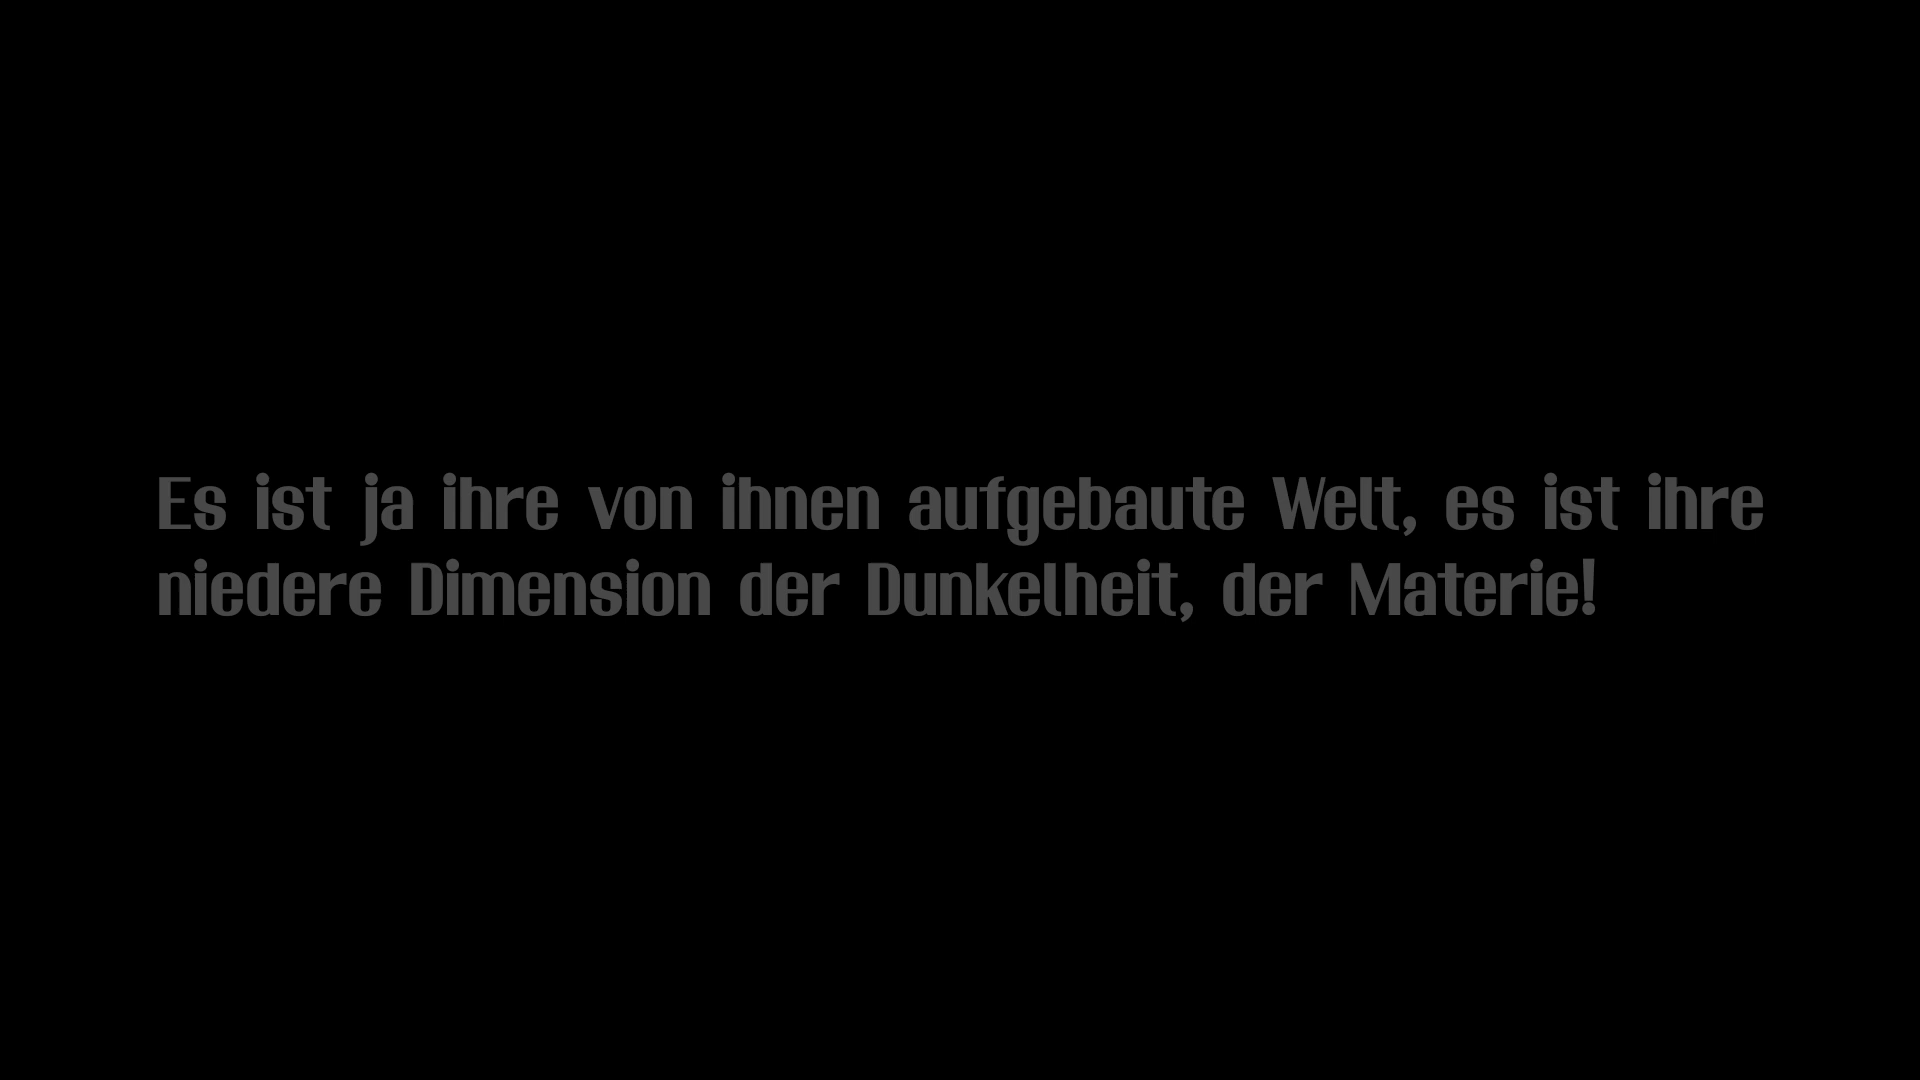 Es ist ja ihre von ihnen aufgebaute Welt, es ist ihre
niedere Dimension der Dunkelheit, der Materie!